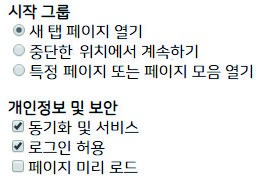 시작 그룹
새 탭 페이지 열기
중단한 위치에서 계속하기
특정 페이지 또는 페이지 모음 열기
개인정보 및 보안
동기화 및 서비스
로그인 허용
페이지 미리 로드